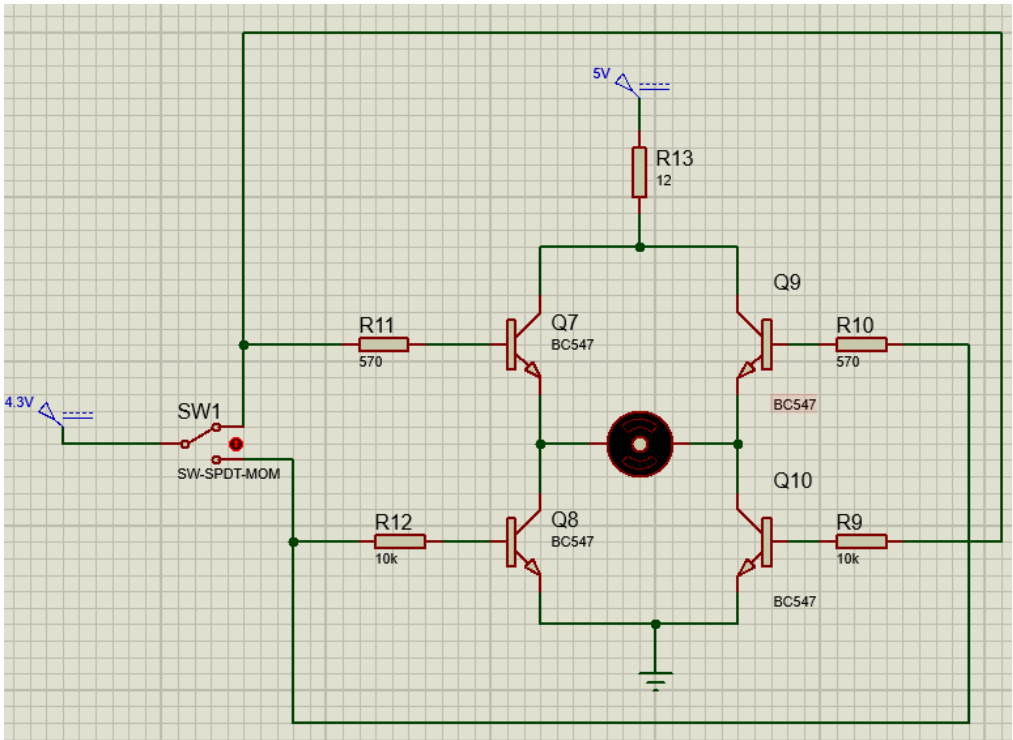 5V
R13
12
Q9
R11
570
Q7
BC547
R10
570
4.3V
SW1
SW-SPDT-MOM
BC547
Q10
R12
10k
Q8
BC547
R9
10k
BC547